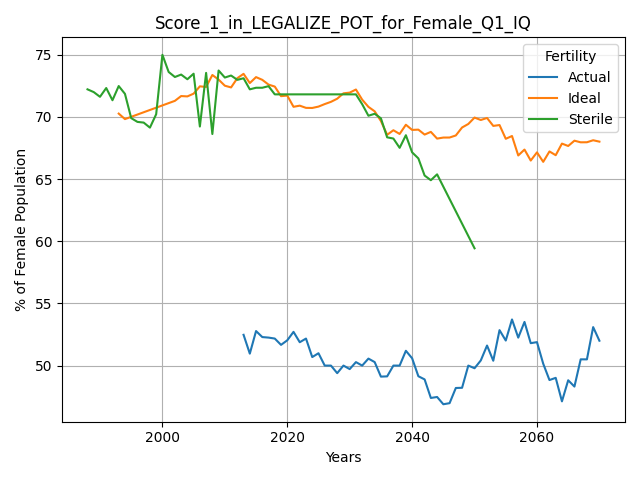 Score_1_in_LEGALIZE_POT_for_Female_Q1_IQ
Fertility
Actual
Ideal
Sterile
% of Female Population
75
70
65
60
55
50
2000
2020
2040
2060
Years